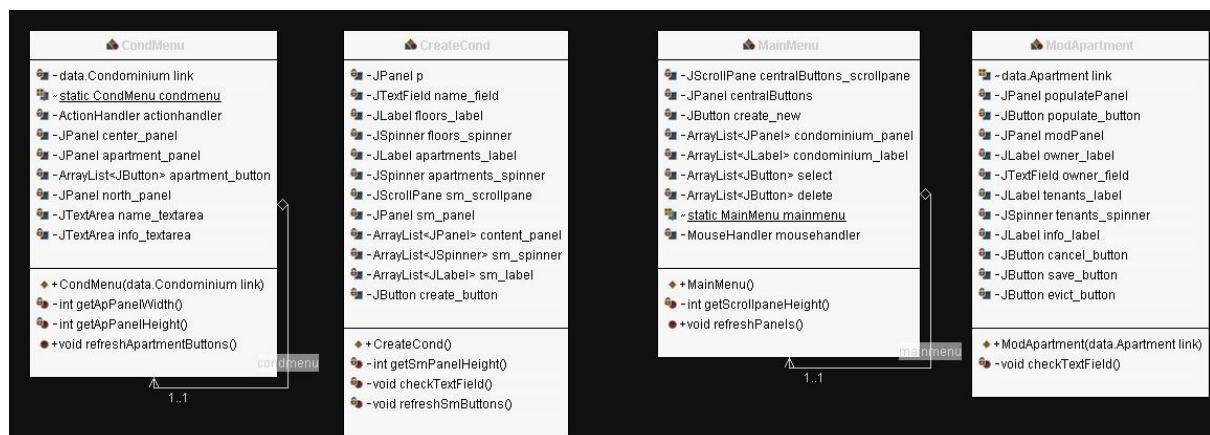 CondMenu
- data.Condominium link
~ static CondMenu condmenu
- ActionHandler actionhandler
- JPanel center_panel
- JPanel apartment_panel
- ArrayList<JButton> apartment_button
- JPanel north_panel
- JTextArea name_textarea
- JTextArea info_textarea
+ CondMenu(data.Condominium link)
- int getApPanelWidth()
- int getApPanelHeight()
+ void refreshApartmentButtons()
condmenu
1..1
CreateCond
- JPanel p
- JTextField name_field
- JLabel floors_label
- JSpinner floors_spinner
- JLabel apartments_label
- JSpinner apartments_spinner
- JScrollPane sm_scrollpane
- JPanel sm_panel
- ArrayList<JPanel> content_panel
- ArrayList<JSpinner> sm_spinner
- ArrayList<JLabel> sm_label
- JButton create_button
+ CreateCond()
- int getSmPanelHeight()
- void checkTextField()
- void refreshSmButtons()
MainMenu
- JScrollPane centralButtons_scrollpane
- JPanel centralButtons
- JButton create_new
- ArrayList<JPanel> condominium_panel
- ArrayList<JLabel> condominium_label
- ArrayList<JButton> select
- ArrayList<JButton> delete
~ static MainMenu mainmenu
- MouseHandler mousehandler
+ MainMenu()
- int getScrollpaneHeight()
+ void refreshPanels()
mainmenu
1..1
ModApartment
~ data.Apartment link
- JPanel populatePanel
- JButton populate_button
- JPanel modPanel
- JLabel owner_label
- JTextField owner_field
- JLabel tenants_label
- JSpinner tenants_spinner
- JLabel info_label
- JButton cancel_button
- JButton save_button
- JButton evict_button
+ ModApartment(data.Apartment link)
- void checkTextField()